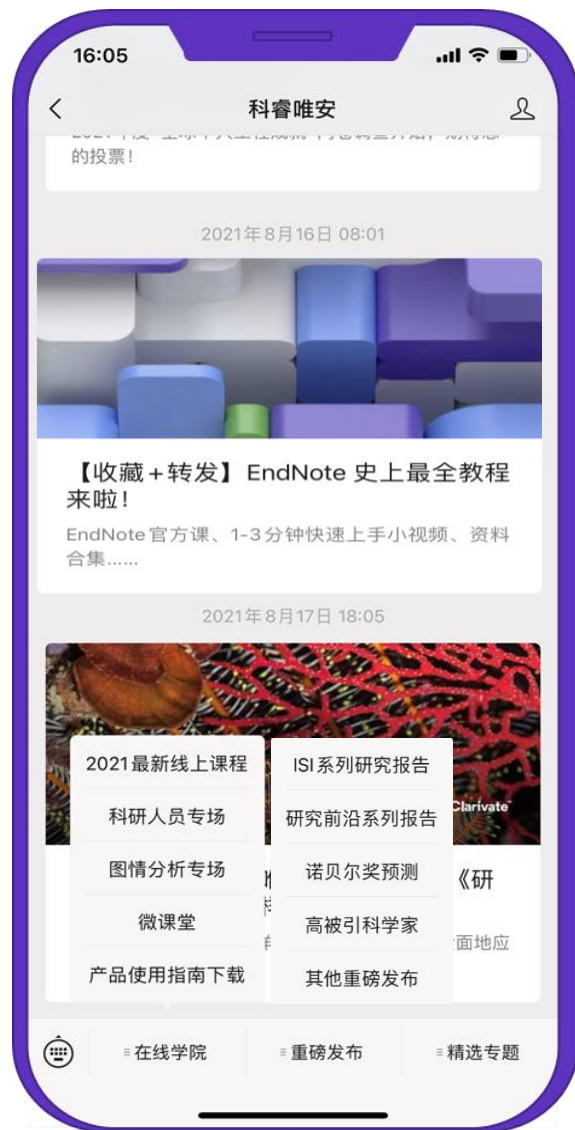 16:05
科睿唯安
的投票!
2021年8月16日 08:01
【收藏+转发】EndNote 史上最全教程
来啦!
EndNote官方课、1-3分钟快速上手小视频、资料
合集……
2021年8月17日 18:05
Clarivate
《研
面地应
2021最新线上课程
科研人员专场
图情分析专场
微课堂
产品使用指南下载
ISI系列研究报告
研究前沿系列报告
诺贝尔奖预测
高被引科学家
其他重磅发布
≡在线学院
≡重磅发布
≡精选专题